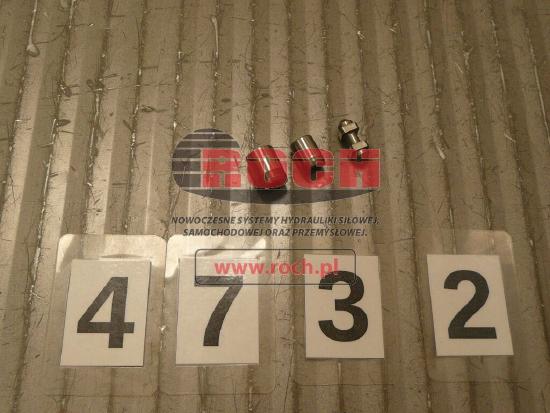 ROCH
NOWOCZESNE SYSTEMY HYDRAULIKI SIŁOWEJ,
SAMOCHODOWEJ ORAZ PRZEMYSŁOWEJ.
www.roch.pl
4 7 3 2